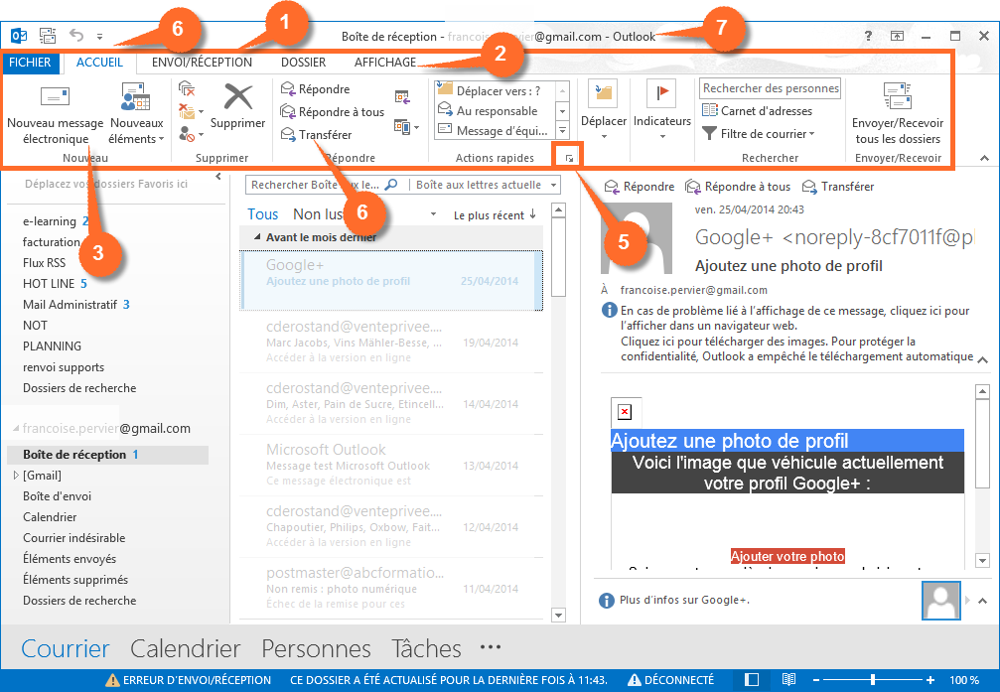 Boîte de réception - francoise.pervier@gmail.com - Outlook
6
1
7
2
FICHIER
ACCUEIL
ENVOI/RÉCEPTION
DOSSIER
AFFICHAGE
Nouveau message électronique
Nouveaux éléments
Nouveau
Supprimer
Supprimer
Répondre
Répondre à tous
Transférer
Répondre
Déplacer vers : ?
Au responsable
Message d'équi...
Actions rapides
Déplacer
Indicateurs
Rechercher des personnes
Carnet d'adresses
Filtre de courrier
Rechercher
Envoyer/Recevoir tous les dossiers
Envoyer/Recevoir
3
6
5
Déplacez vos dossiers Favoris ici
e-learning 2
facturation
Flux RSS
HOT LINE 5
Mail Administratif 3
NOT
PLANNING
renvoi supports
Dossiers de recherche
francoise.pervier@gmail.com
Boîte de réception 1
[Gmail]
Boîte d'envoi
Calendrier
Courrier indésirable
Éléments envoyés
Éléments supprimés
Dossiers de recherche
Rechercher Boîte aux le...
Boîte aux lettres actuelle
Tous
Non lus
Le plus récent
Avant le mois dernier
Google+
Ajoutez une photo de profil 25/04/2014
cderostand@venteprivee....
Marc Jacobs, Vins Mähler-Besse, ... 19/04/2014
Accéder à la version en ligne
cderostand@venteprivee....
Dim, Aster, Pain de Sucre, Etincell... 14/04/2014
Accéder à la version en ligne
Microsoft Outlook
Message test Microsoft Outlook 13/04/2014
Ce message électronique est
cderostand@venteprivee....
Chapoutier, Philips, Oxbow, Fait... 12/04/2014
Accéder à la version en ligne
postmaster@abcformatio...
Non remis : photo numérique 11/04/2014
Échec de la remise pour ces
Répondre
Répondre à tous
Transférer
ven. 25/04/2014 20:43
Google+ <noreply-8cf7011f@pl
Ajoutez une photo de profil
À francoise.pervier@gmail.com
En cas de problème lié à l'affichage de ce message, cliquez ici pour
l'afficher dans un navigateur web.
Cliquez ici pour télécharger des images. Pour protéger la
confidentialité, Outlook a empêché le téléchargement automatique
Ajoutez une photo de profil
Voici l'image que véhicule actuellement
votre profil Google+ :
Ajouter votre photo
Plus d'infos sur Google+.
Courrier Calendrier Personnes Tâches ...
ERREUR D'ENVOI/RÉCEPTION
CE DOSSIER A ÉTÉ ACTUALISÉ POUR LA DERNIÈRE FOIS À 11:43.
DÉCONNECTÉ
100 %